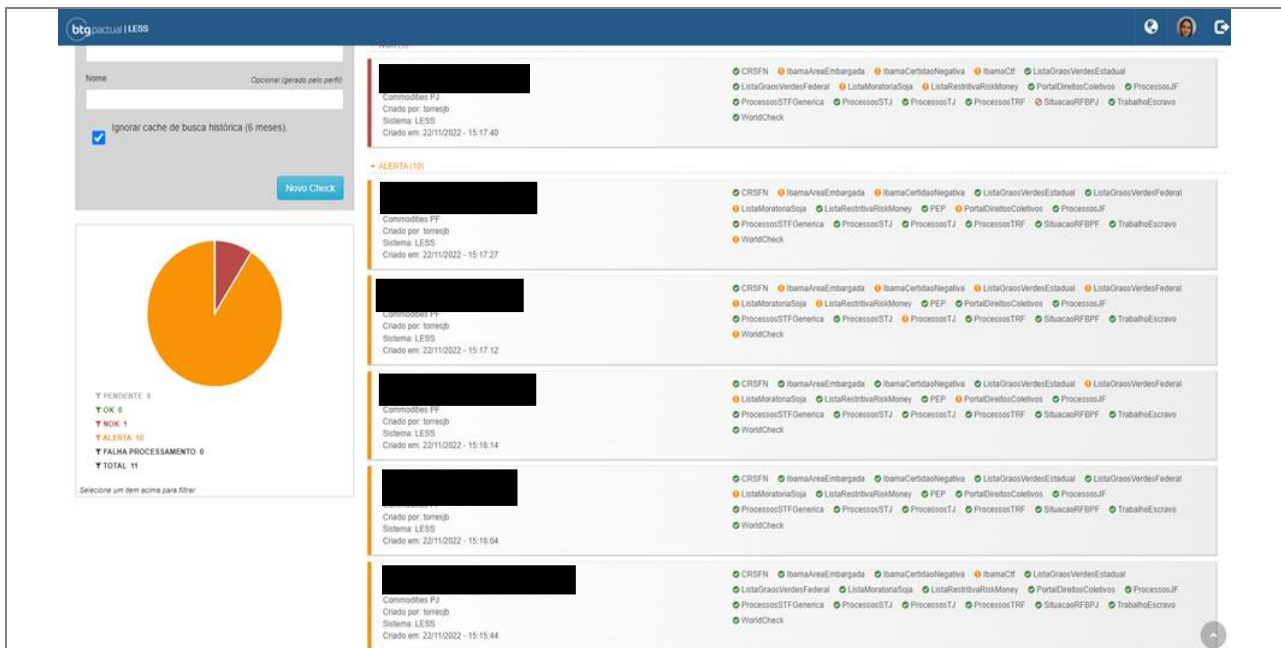 btg pactual | LESS
Nome
Opcional (gerado pelo perfil)
Ignorar cache de busca histórica (6 meses).
Novo Check
PENDENTE 0
OK 0
NOK 1
ALERTA 10
FALHA PROCESSAMENTO 0
TOTAL 11
Selecione um item acima para filtrar.
Commodities PJ
Criado por: torresjb
Sistema: LESS
Criado em: 22/11/2022 - 15:17:40
CRSFN IbamaAreaEmbargada IbamaCertidaoNegativa IbamaCtf ListaGraosVerdesEstadual
ListaGraosVerdesFederal ListaMoratoriaSoja ListaRestritivaRiskMoney PortalDireitosColetivos ProcessosJF
ProcessosSTFGenerica ProcessosSTJ ProcessosTJ ProcessosTRF SituacaoRFBPJ TrabalhoEscravo
WorldCheck
ALERTA (10)
Commodities PF
Criado por: torresjb
Sistema: LESS
Criado em: 22/11/2022 - 15:17:27
CRSFN IbamaAreaEmbargada IbamaCertidaoNegativa ListaGraosVerdesEstadual ListaGraosVerdesFederal
ListaMoratoriaSoja ListaRestritivaRiskMoney PEP PortalDireitosColetivos ProcessosJF
ProcessosSTFGenerica ProcessosSTJ ProcessosTJ ProcessosTRF SituacaoRFBPF TrabalhoEscravo
WorldCheck
Commodities PF
Criado por: torresjb
Sistema: LESS
Criado em: 22/11/2022 - 15:17:12
CRSFN IbamaAreaEmbargada IbamaCertidaoNegativa ListaGraosVerdesEstadual ListaGraosVerdesFederal
ListaMoratoriaSoja ListaRestritivaRiskMoney PEP PortalDireitosColetivos ProcessosJF
ProcessosSTFGenerica ProcessosSTJ ProcessosTJ ProcessosTRF SituacaoRFBPF TrabalhoEscravo
WorldCheck
Commodities PF
Criado por: torresjb
Sistema: LESS
Criado em: 22/11/2022 - 15:16:14
CRSFN IbamaAreaEmbargada IbamaCertidaoNegativa ListaGraosVerdesEstadual ListaGraosVerdesFederal
ListaMoratoriaSoja ListaRestritivaRiskMoney PEP PortalDireitosColetivos ProcessosJF
ProcessosSTFGenerica ProcessosSTJ ProcessosTJ ProcessosTRF SituacaoRFBPF TrabalhoEscravo
WorldCheck
Criado por: torresjb
Sistema: LESS
Criado em: 22/11/2022 - 15:16:04
CRSFN IbamaAreaEmbargada IbamaCertidaoNegativa ListaGraosVerdesEstadual ListaGraosVerdesFederal
ListaMoratoriaSoja ListaRestritivaRiskMoney PEP PortalDireitosColetivos ProcessosJF
ProcessosSTFGenerica ProcessosSTJ ProcessosTJ ProcessosTRF SituacaoRFBPF TrabalhoEscravo
WorldCheck
Commodities PJ
Criado por: torresjb
Sistema: LESS
Criado em: 22/11/2022 - 15:15:44
CRSFN IbamaAreaEmbargada IbamaCertidaoNegativa IbamaCtf ListaGraosVerdesEstadual
ListaGraosVerdesFederal ListaMoratoriaSoja ListaRestritivaRiskMoney PortalDireitosColetivos ProcessosJF
ProcessosSTFGenerica ProcessosSTJ ProcessosTJ ProcessosTRF SituacaoRFBPJ TrabalhoEscravo
WorldCheck